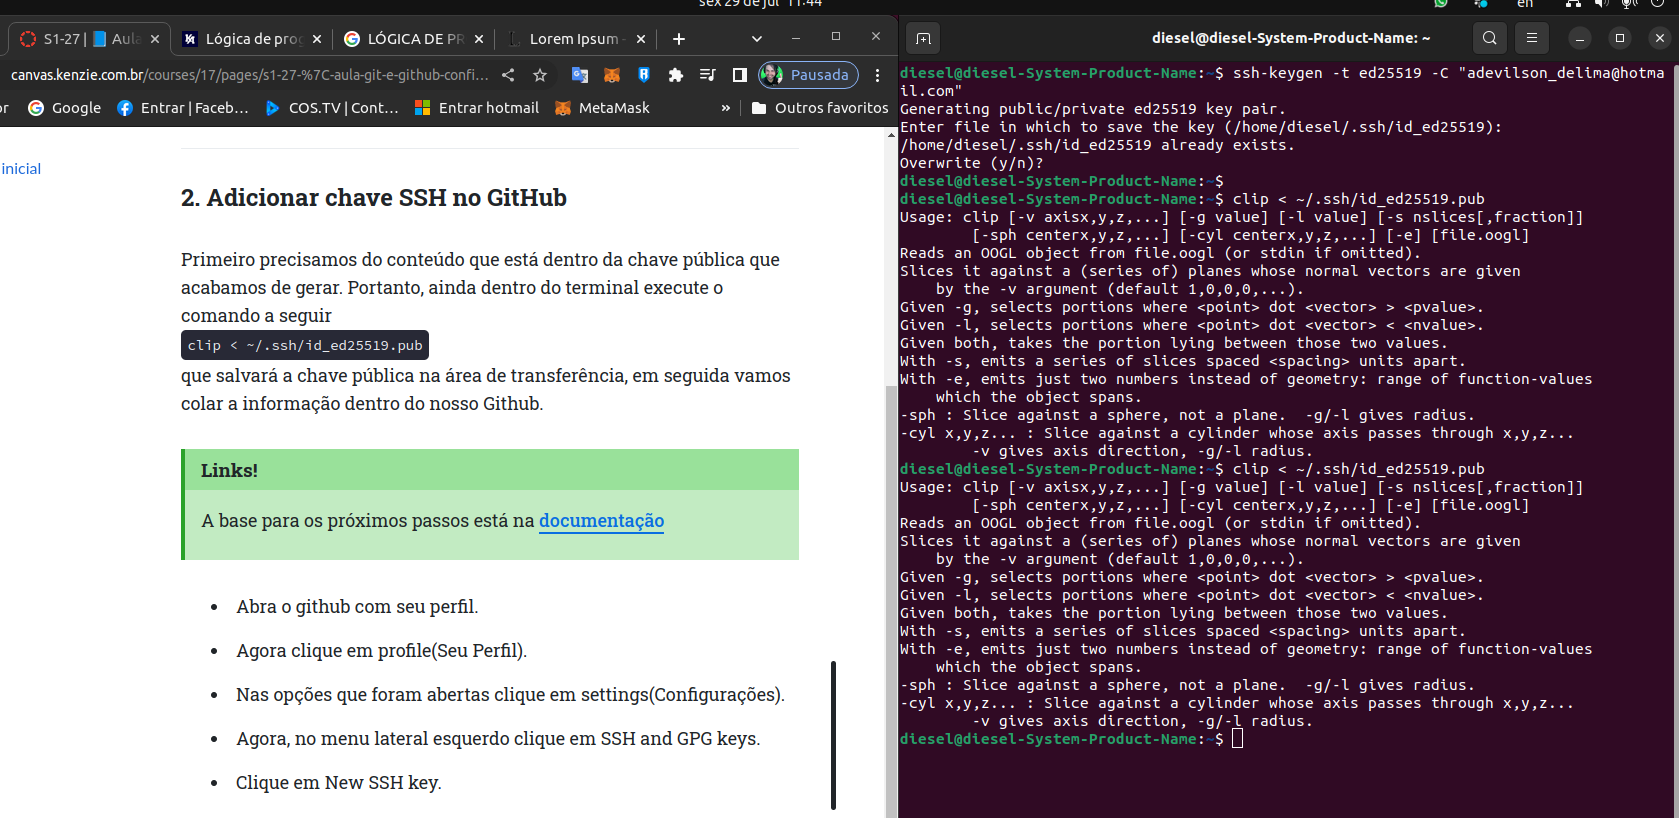 sex 29 de jul 11:44
en
S1-27 | Aula
Lógica de prog
LÓGICA DE PR
Lorem Ipsum -
diesel@diesel-System-Product-Name: ~
canvas.kenzie.com.br/courses/17/pages/s1-27-%7C-aula-git-e-github-confi...
Pausada
or
Google
Entrar | Faceb...
COS.TV | Cont...
Entrar hotmail
MetaMask
»
Outros favoritos
inicial
2. Adicionar chave SSH no GitHub
Primeiro precisamos do conteúdo que está dentro da chave pública que
acabamos de gerar. Portanto, ainda dentro do terminal execute o
comando a seguir
clip < ~/.ssh/id_ed25519.pub
que salvará a chave pública na área de transferência, em seguida vamos
colar a informação dentro do nosso Github.
Links!
A base para os próximos passos está na documentação
• Abra o github com seu perfil.
• Agora clique em profile(Seu Perfil).
• Nas opções que foram abertas clique em settings(Configurações).
• Agora, no menu lateral esquerdo clique em SSH and GPG keys.
• Clique em New SSH key.
diesel@diesel-System-Product-Name:~$ ssh-keygen -t ed25519 -C "adevilson_delima@hotma
il.com"
Generating public/private ed25519 key pair.
Enter file in which to save the key (/home/diesel/.ssh/id_ed25519):
/home/diesel/.ssh/id_ed25519 already exists.
Overwrite (y/n)?
diesel@diesel-System-Product-Name:~$
diesel@diesel-System-Product-Name:~$ clip < ~/.ssh/id_ed25519.pub
Usage: clip [-v axisx,y,z,...] [-g value] [-l value] [-s nslices[,fraction]]
[-sph centerx,y,z,...] [-cyl centerx,y,z,...] [-e] [file.oogl]
Reads an OOGL object from file.oogl (or stdin if omitted).
Slices it against a (series of) planes whose normal vectors are given
by the -v argument (default 1,0,0,...).
Given -g, selects portions where <point> dot <vector> > <pvalue>.
Given -l, selects portions where <point> dot <vector> < <nvalue>.
Given both, takes the portion lying between those two values.
With -s, emits a series of slices spaced <spacing> units apart.
With -e, emits just two numbers instead of geometry: range of function-values
which the object spans.
-sph : Slice against a sphere, not a plane.  -g/-l gives radius.
-cyl x,y,z... : Slice against a cylinder whose axis passes through x,y,z...
-v gives axis direction, -g/-l radius.
diesel@diesel-System-Product-Name:~$ clip < ~/.ssh/id_ed25519.pub
Usage: clip [-v axisx,y,z,...] [-g value] [-l value] [-s nslices[,fraction]]
[-sph centerx,y,z,...] [-cyl centerx,y,z,...] [-e] [file.oogl]
Reads an OOGL object from file.oogl (or stdin if omitted).
Slices it against a (series of) planes whose normal vectors are given
by the -v argument (default 1,0,0,...).
Given -g, selects portions where <point> dot <vector> > <pvalue>.
Given -l, selects portions where <point> dot <vector> < <nvalue>.
Given both, takes the portion lying between those two values.
With -s, emits a series of slices spaced <spacing> units apart.
With -e, emits just two numbers instead of geometry: range of function-values
which the object spans.
-sph : Slice against a sphere, not a plane.  -g/-l gives radius.
-cyl x,y,z... : Slice against a cylinder whose axis passes through x,y,z...
-v gives axis direction, -g/-l radius.
diesel@diesel-System-Product-Name:~$